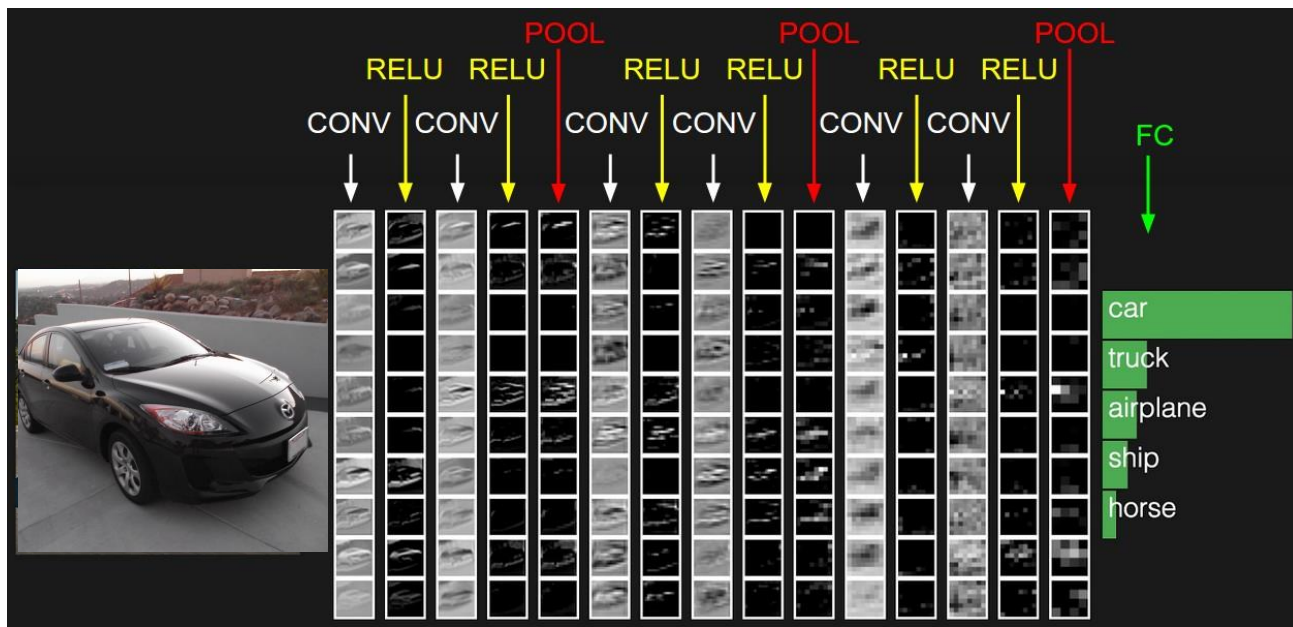 POOL POOL POOL
RELU RELU RELU RELU RELU RELU
CONV CONV CONV CONV CONV CONV
FC
car
truck
airplane
ship
horse